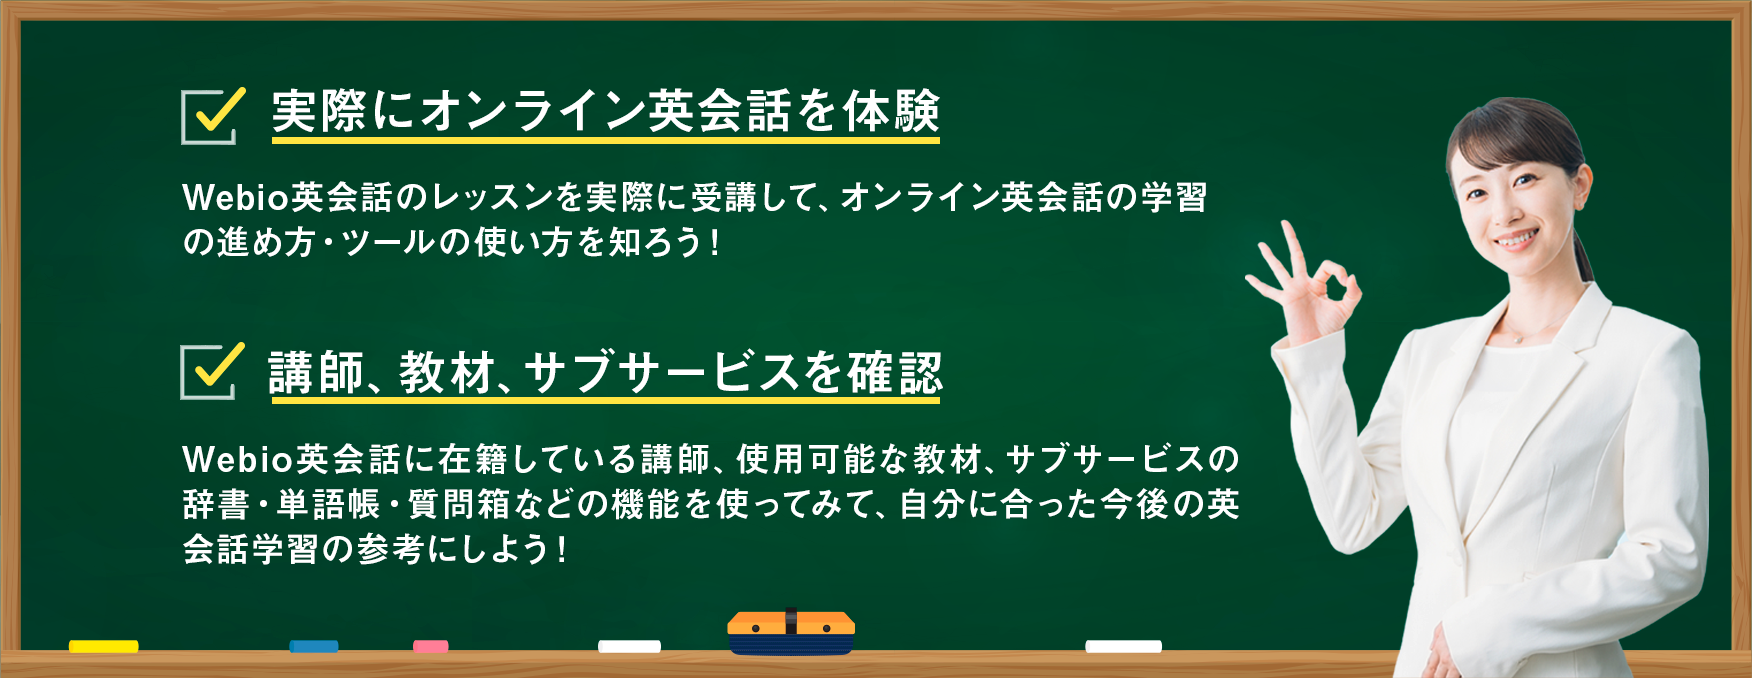 実際にオンライン英会話を体験
Webio英会話のレッスンを実際に受講して、オンライン英会話の学習
の進め方・ツールの使い方を知ろう！
講師、教材、サブサービスを確認
Webio英会話に在籍している講師、使用可能な教材、サブサービスの
辞書・単語帳・質問箱などの機能を使ってみて、自分に合った今後の英
会話学習の参考にしよう！